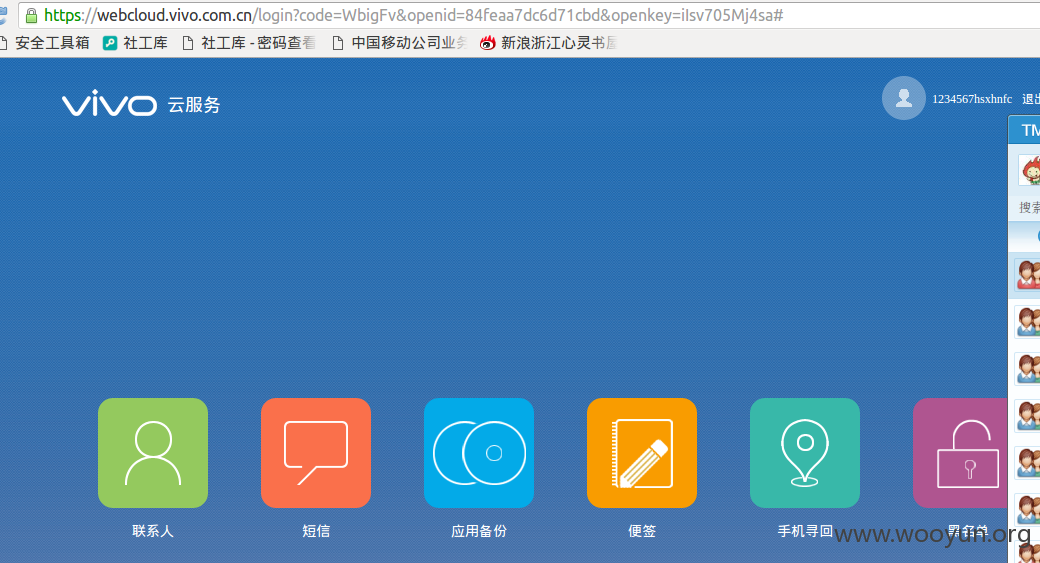 https://webcloud.vivo.com.cn/login?code=WbigFv&openid=84feaa7dc6d71cbd&openkey=iIsv705Mj4sa#
安全工具箱 社工库 社工库 - 密码查看 中国移动公司业务 新浪浙江心灵书屋
vivo 云服务
1234567hsxhnfc 退出
TM
搜索
联系人 短信 应用备份 便签 手机寻回 黑名单
www.wooyun.org